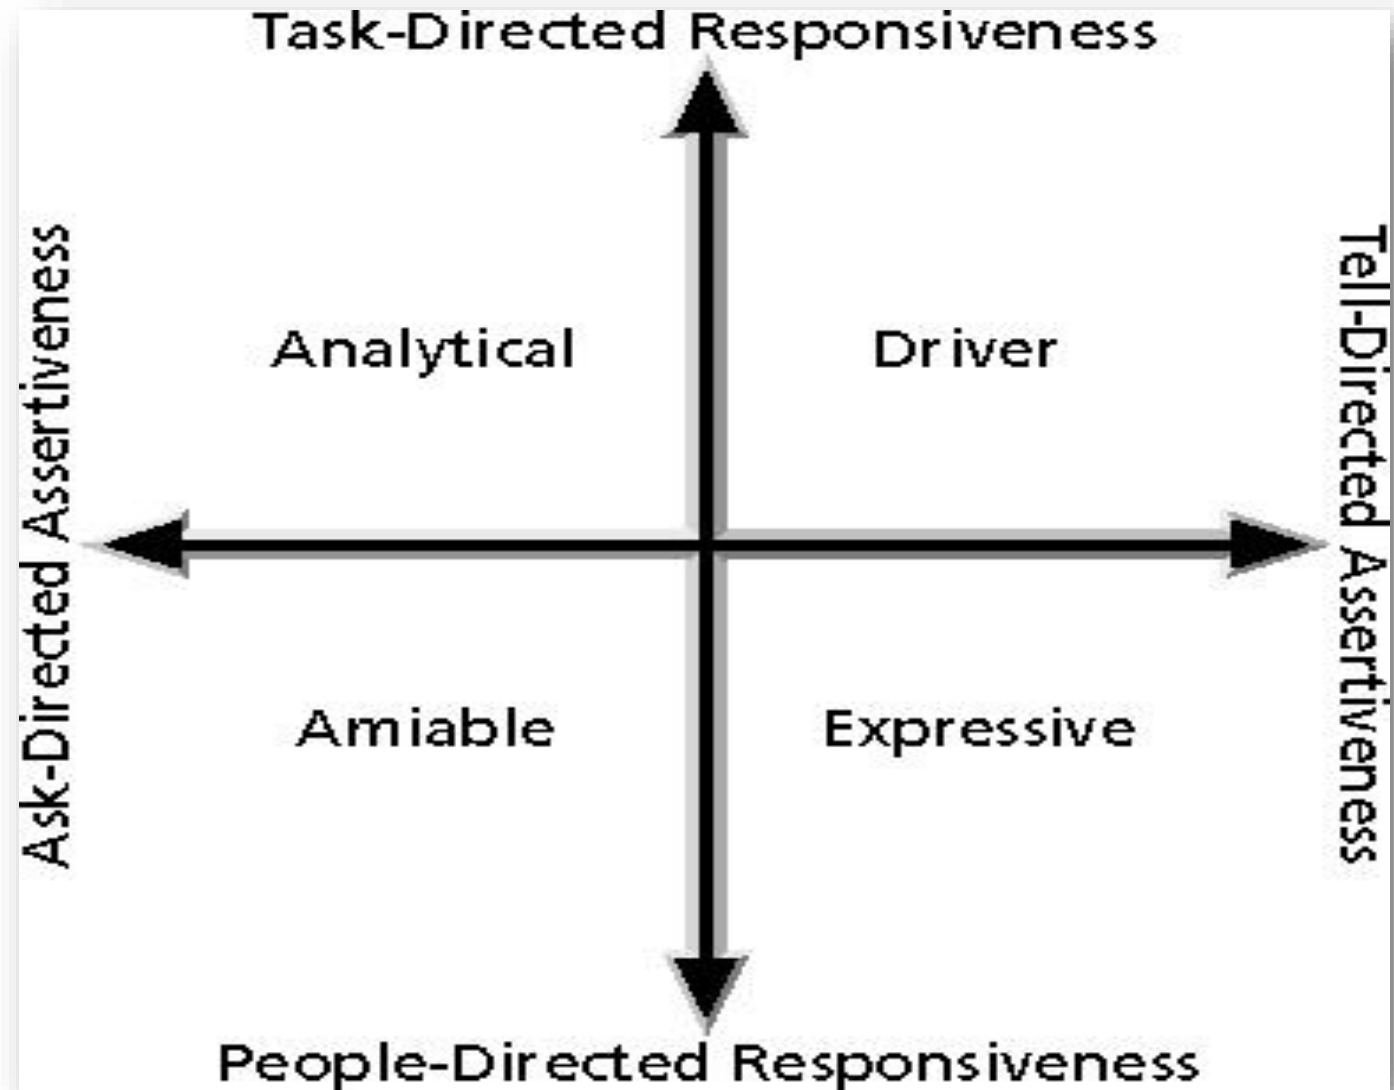 Task-Directed Responsiveness
Ask-Directed Assertiveness
Tell-Directed Assertiveness
Analytical
Driver
Amiable
Expressive
People-Directed Responsiveness